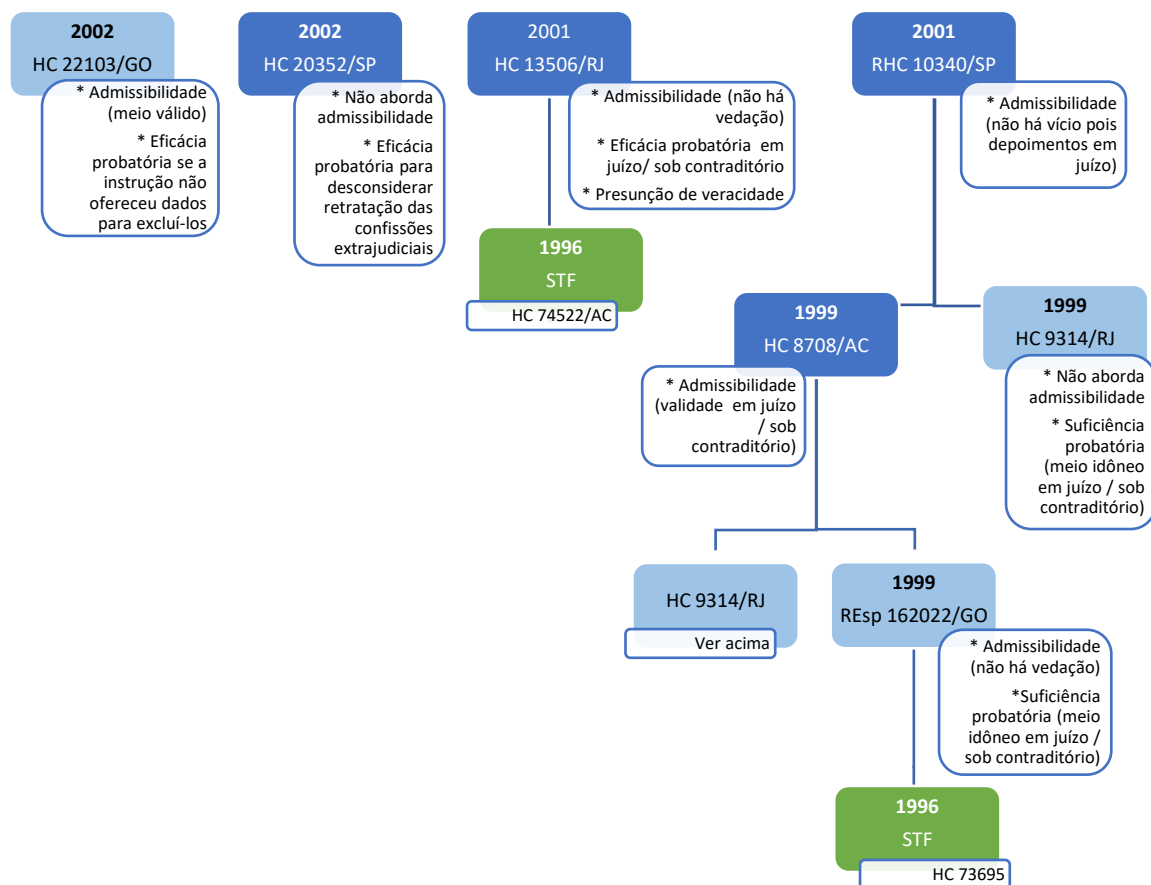 2002
HC 22103/GO
* Admissibilidade
(meio válido)
* Eficácia
probatória se a
instrução não
ofereceu dados
para excluí-los
2002
HC 20352/SP
* Não aborda
admissibilidade
* Eficácia
probatória para
desconsiderar
retratação das
confissões
extrajudiciais
2001
HC 13506/RJ
* Admissibilidade (não há
vedação)
* Eficácia probatória em
juízo/ sob contraditório
* Presunção de veracidade
1996
STF
HC 74522/AC
2001
RHC 10340/SP
* Admissibilidade
(não há vício pois
depoimentos em
juízo)
1999
HC 8708/AC
* Admissibilidade
(validade em juízo
/ sob
contraditório)
1999
HC 9314/RJ
* Não aborda
admissibilidade
* Suficiência
probatória
(meio idôneo
em juízo / sob
contraditório)
HC 9314/RJ
Ver acima
1999
REsp 162022/GO
* Admissibilidade
(não há vedação)
*Suficiência
probatória (meio
idôneo em juízo /
sob contraditório)
1996
STF
HC 73695